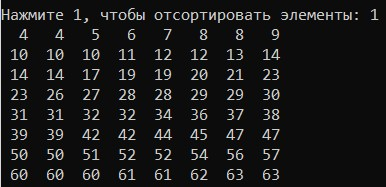 Нажмите 1, чтобы отсортировать элементы: 1
4 4 5 6 7 8 8 9
10 10 10 11 12 12 13 14
14 14 17 19 19 20 21 23
23 26 27 28 28 29 29 30
31 31 32 32 34 36 37 38
39 39 42 42 44 45 47 47
50 50 51 52 52 54 56 57
60 60 60 61 61 62 63 63